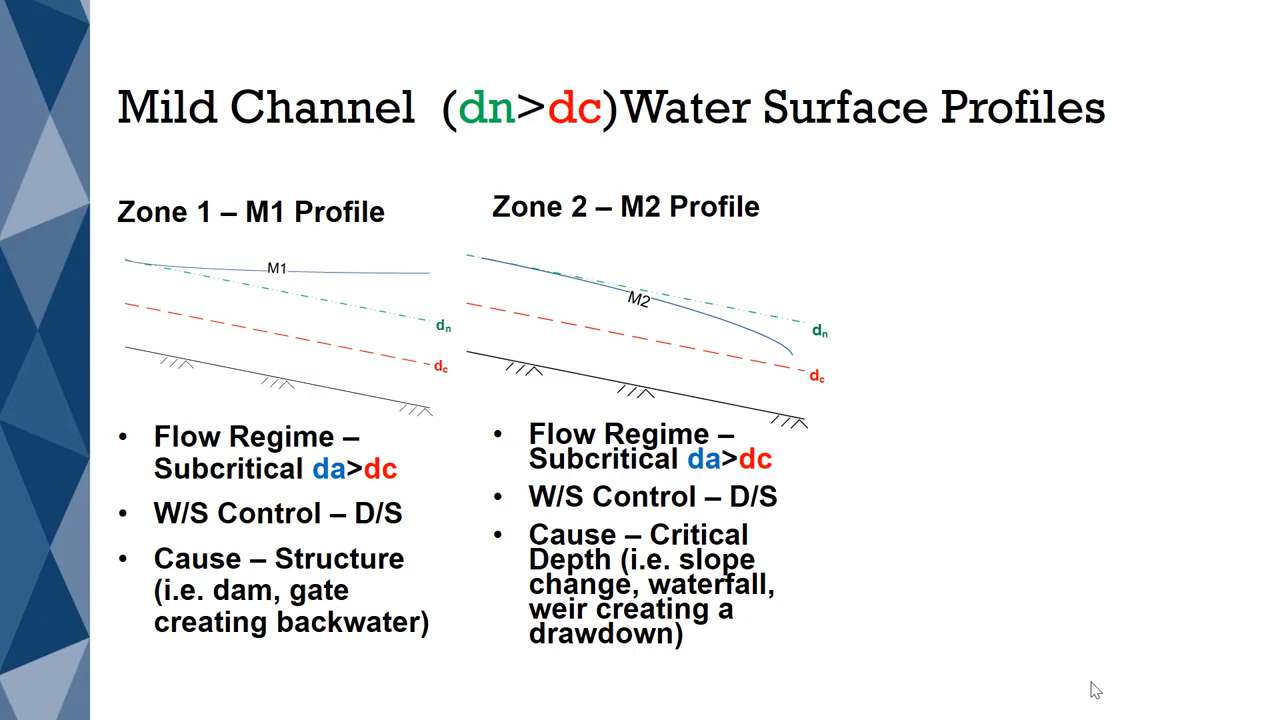 Mild Channel (dn>dc)Water Surface Profiles
Zone 1 – M1 Profile
M1
dn
dc
• Flow Regime –
Subcritical da>dc
• W/S Control – D/S
• Cause – Structure
(i.e. dam, gate
creating backwater)
Zone 2 – M2 Profile
M2
dn
dc
• Flow Regime –
Subcritical da>dc
• W/S Control – D/S
• Cause – Critical
Depth (i.e. slope
change, waterfall,
weir creating a
drawdown)